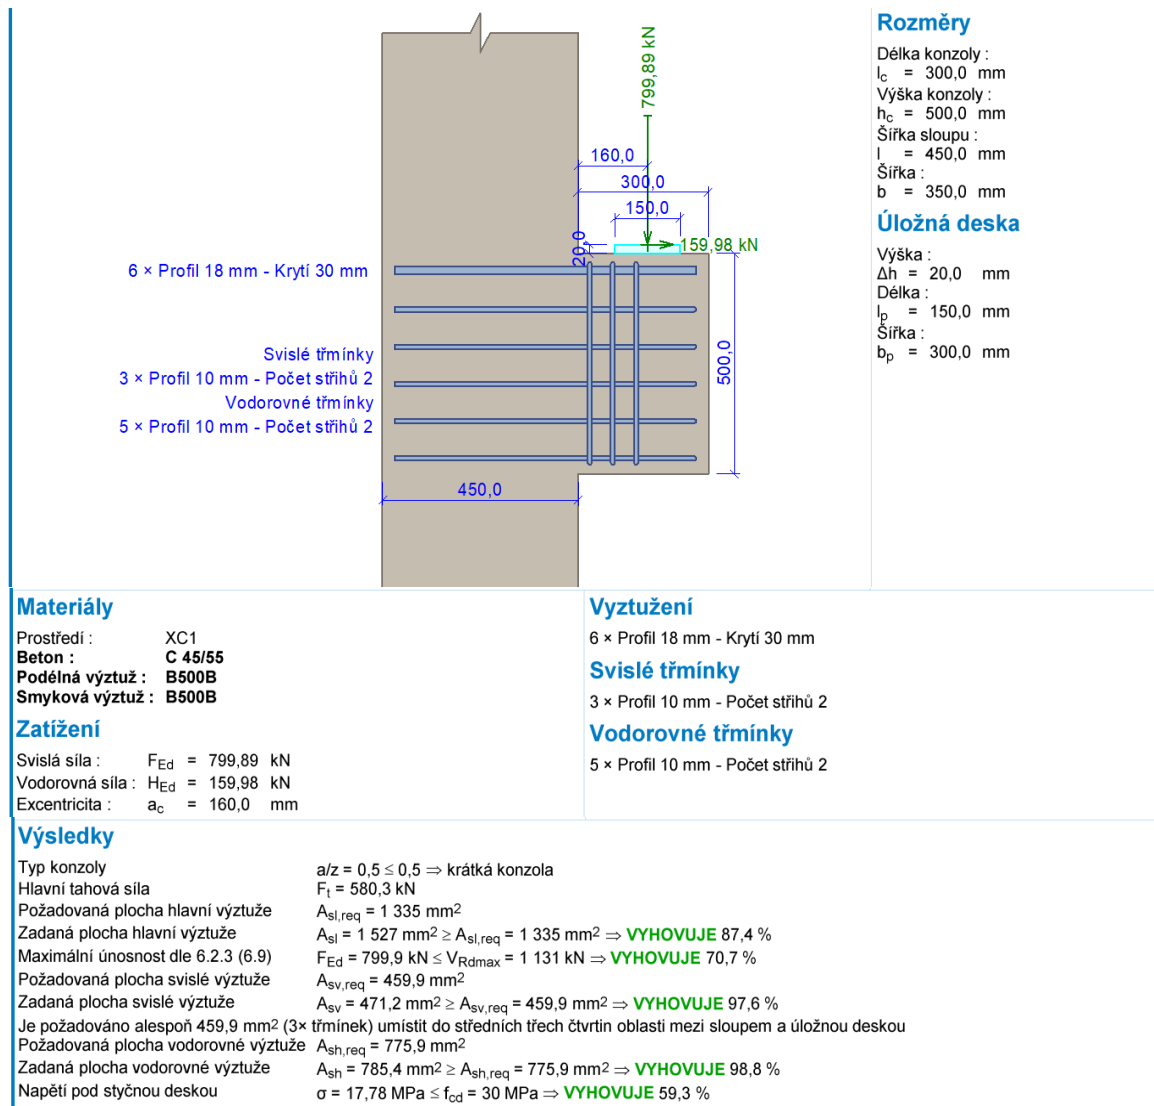 799,89 kN
160,0
300,0
150,0
20,0
159,98 kN
6 × Profil 18 mm - Krytí 30 mm
Svislé třmínky
3 × Profil 10 mm - Počet střihů 2
Vodorovné třmínky
5 × Profil 10 mm - Počet střihů 2
500,0
450,0
Rozměry
Délka konzoly :
lc = 300,0 mm
Výška konzoly :
hc = 500,0 mm
Šířka sloupu :
l = 450,0 mm
Šířka :
b = 350,0 mm
Úložná deska
Výška :
Δh = 20,0 mm
Délka :
lp = 150,0 mm
Šířka :
bp = 300,0 mm
Materiály
Prostředí : XC1
Beton : C 45/55
Podélná výztuž : B500B
Smyková výztuž : B500B
Zatížení
Svislá síla : FEd = 799,89 kN
Vodorovná síla : HEd = 159,98 kN
Excentricita : ac = 160,0 mm
Vyztužení
6 × Profil 18 mm - Krytí 30 mm
Svislé třmínky
3 × Profil 10 mm - Počet střihů 2
Vodorovné třmínky
5 × Profil 10 mm - Počet střihů 2
Výsledky
Typ konzoly a/z = 0,5 ≤ 0,5 ⇒ krátká konzola
Hlavní tahová síla Ft = 580,3 kN
Požadovaná plocha hlavní výztuže Asl,req = 1 335 mm2
Zadaná plocha hlavní výztuže Asl = 1 527 mm2 ≥ Asl,req = 1 335 mm2 ⇒ VYHOVUJE 87,4 %
Maximální únosnost dle 6.2.3 (6.9) FEd = 799,9 kN ≤ VRdmax = 1 131 kN ⇒ VYHOVUJE 70,7 %
Požadovaná plocha svislé výztuže Asv,req = 459,9 mm2
Zadaná plocha svislé výztuže Asv = 471,2 mm2 ≥ Asv,req = 459,9 mm2 ⇒ VYHOVUJE 97,6 %
Je požadováno alespoň 459,9 mm2 (3× třmínek) umístit do středních třech čtvrtin oblasti mezi sloupem a úložnou deskou
Požadovaná plocha vodorovné výztuže Ash,req = 775,9 mm2
Zadaná plocha vodorovné výztuže Ash = 785,4 mm2 ≥ Ash,req = 775,9 mm2 ⇒ VYHOVUJE 98,8 %
Napětí pod styčnou deskou σ = 17,78 MPa ≤ fcd = 30 MPa ⇒ VYHOVUJE 59,3 %